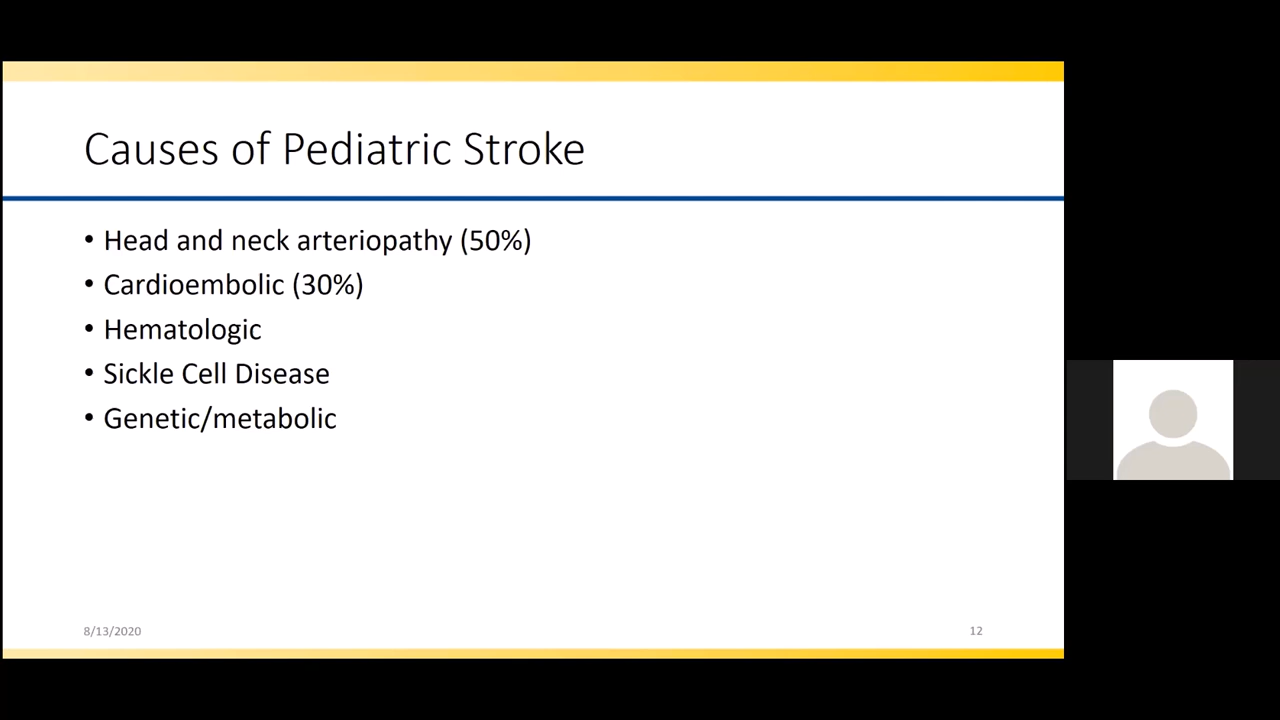 Causes of Pediatric Stroke
• Head and neck arteriopathy (50%)
• Cardioembolic (30%)
• Hematologic
• Sickle Cell Disease
• Genetic/metabolic
8/13/2020
12